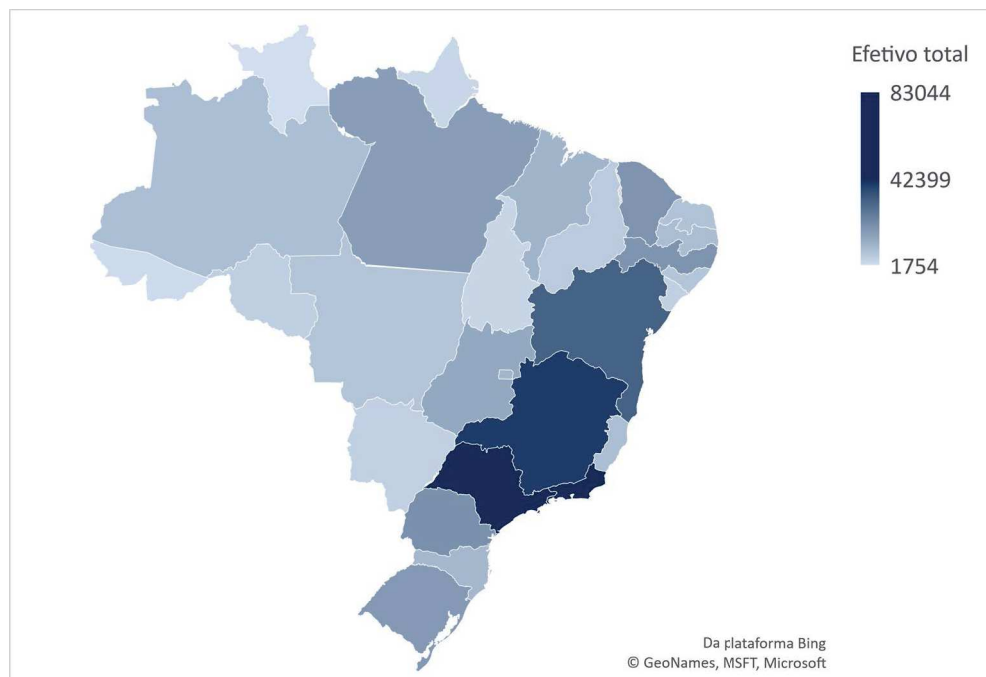 Efetivo total
83044
42399
1754
Da plataforma Bing
© GeoNames, MSFT, Microsoft